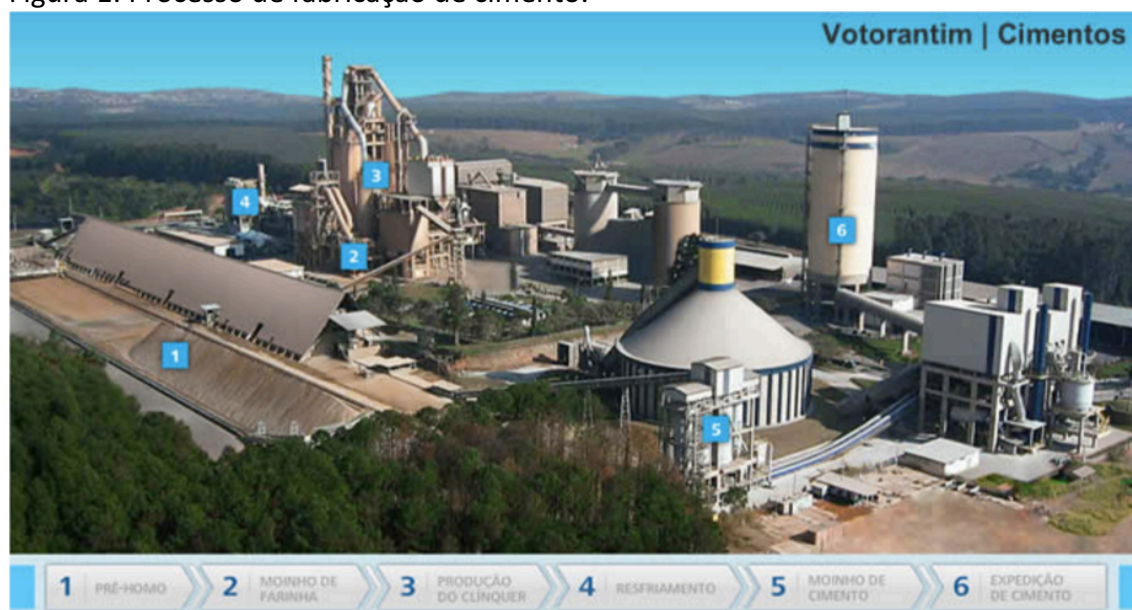 Figura 1: Processo de fabricação de cimento.
Votorantim | Cimentos
3
4
6
2
1
5
1 PRÉ-HOMO
2 MOINHO DE
FARINHA
3 PRODUÇÃO
DO CLÍNQUER
4 RESFRIAMENTO
5 MOINHO DE
CIMENTO
6 EXPEDIÇÃO
DE CIMENTO